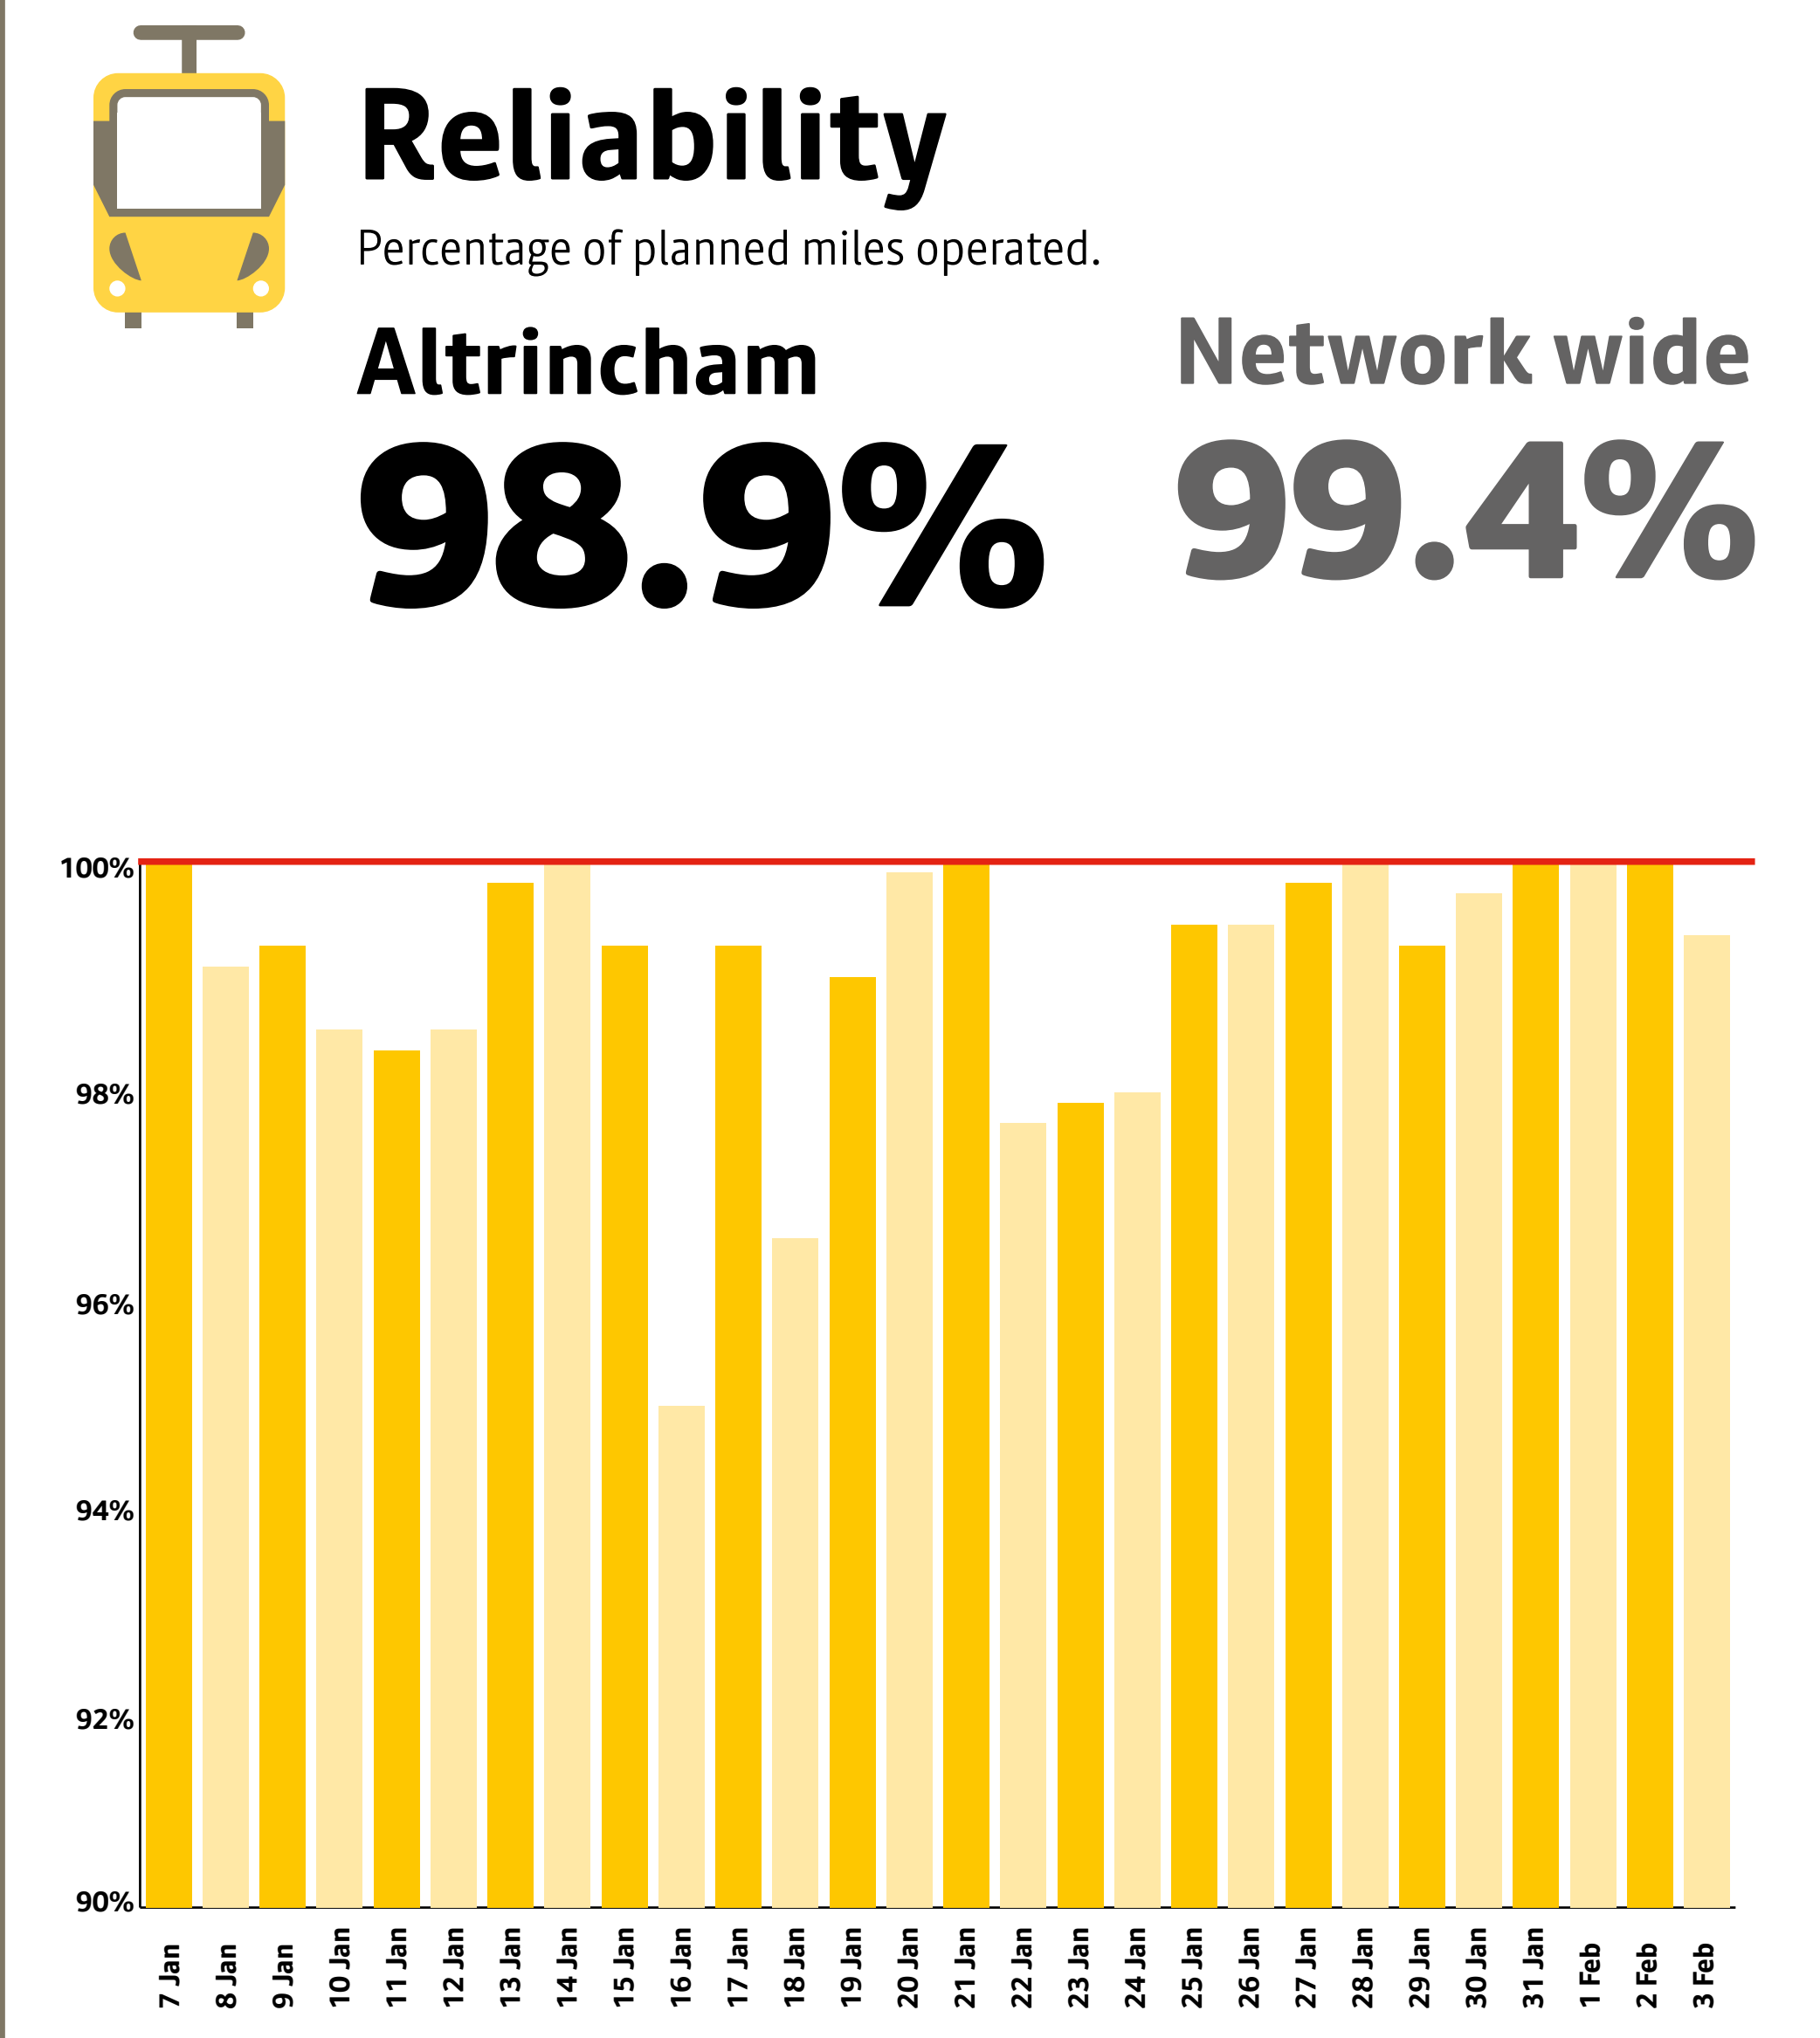 Reliability
Percentage of planned miles operated.
Altrincham
Network wide
98.9%
99.4%
100%
98%
96%
94%
92%
90%
7 Jan
8 Jan
9 Jan
10 Jan
11 Jan
12 Jan
13 Jan
14 Jan
15 Jan
16 Jan
17 Jan
18 Jan
19 Jan
20 Jan
21 Jan
22 Jan
23 Jan
24 Jan
25 Jan
26 Jan
27 Jan
28 Jan
29 Jan
30 Jan
31 Jan
1 Feb
2 Feb
3 Feb